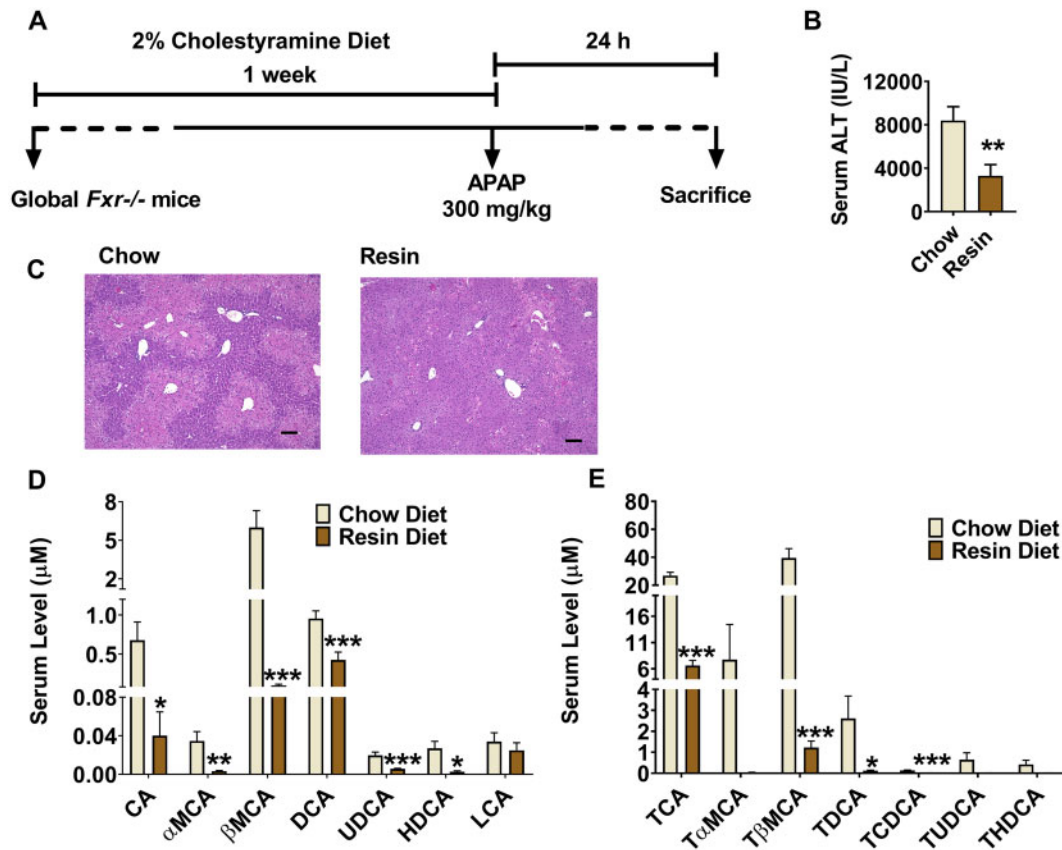 A
2% Cholestyramine Diet
1 week
24 h
Global Fxr-/- mice
APAP
300 mg/kg
Sacrifice
B
Serum ALT (IU/L)
12000
8000
4000
0
**
Chow
Resin
C
Chow
Resin
D
Serum Level (μM)
8
5
2
1.0
0.5
0.08
0.04
0.00
Chow Diet
Resin Diet
*
**
***
***
***
*
CA
αMCA
βMCA
DCA
UDCA
HDCA
LCA
E
Serum Level (μM)
80
60
40
20
16
11
6
4
3
2
1
0
Chow Diet
Resin Diet
***
***
*
***
TCA
TαMCA
TβMCA
TDCA
TCDCA
TUDCA
THDCA